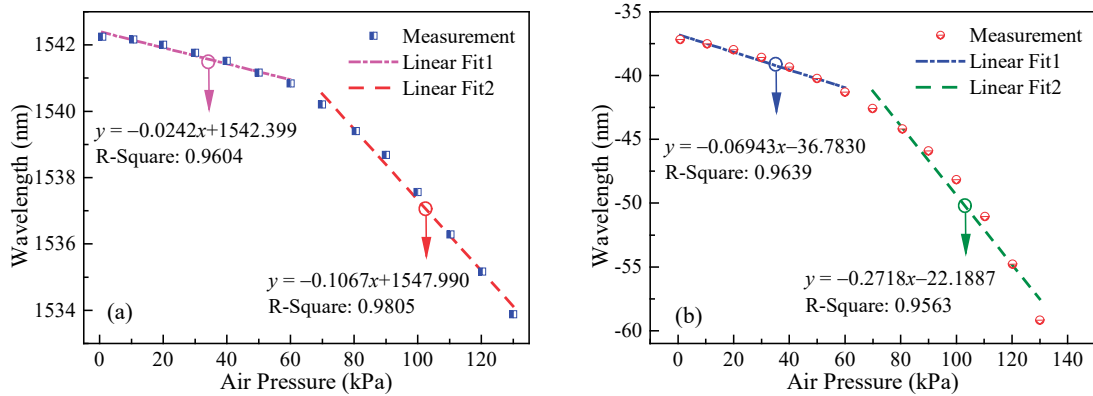 1542
1540
1538
1536
1534
0
20
40
60
80
100
120
Wavelength (nm)
Air Pressure (kPa)
Measurement
Linear Fit1
Linear Fit2
y = −0.0242x+1542.399
R-Square: 0.9604
y = −0.1067x+1547.990
R-Square: 0.9805
(a)
-35
-40
-45
-50
-55
-60
0
20
40
60
80
100
120
140
Wavelength (nm)
Air Pressure (kPa)
Measurement
Linear Fit1
Linear Fit2
y = −0.06943x−36.7830
R-Square: 0.9639
y = −0.2718x−22.1887
R-Square: 0.9563
(b)